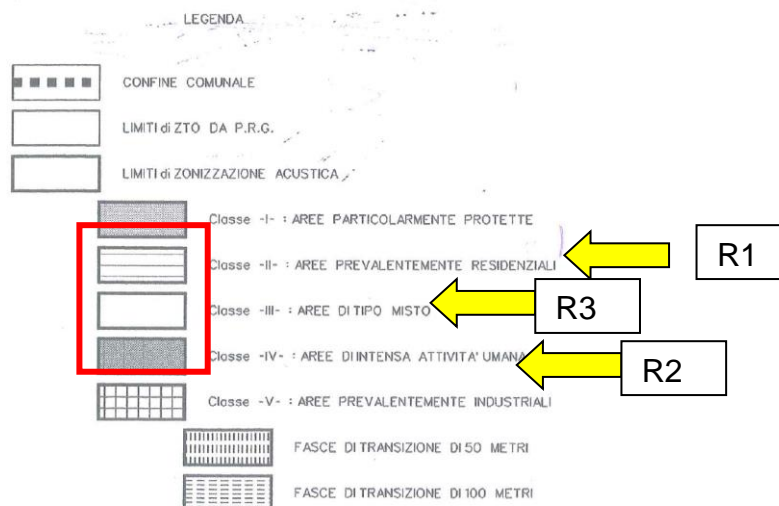 LEGENDA
CONFINE COMUNALE
LIMITI di ZTO DA P.R.G.
LIMITI di ZONIZZAZIONE ACUSTICA
Classe -I- : AREE PARTICOLARMENTE PROTETTE
Classe -II- : AREE PREVALENTEMENTE RESIDENZIALI
R1
Classe -III- : AREE DI TIPO MISTO
R3
Classe -IV- : AREE DI INTENSA ATTIVITA' UMANA
R2
Classe -V- : AREE PREVALENTEMENTE INDUSTRIALI
FASCE DI TRANSIZIONE DI 50 METRI
FASCE DI TRANSIZIONE DI 100 METRI